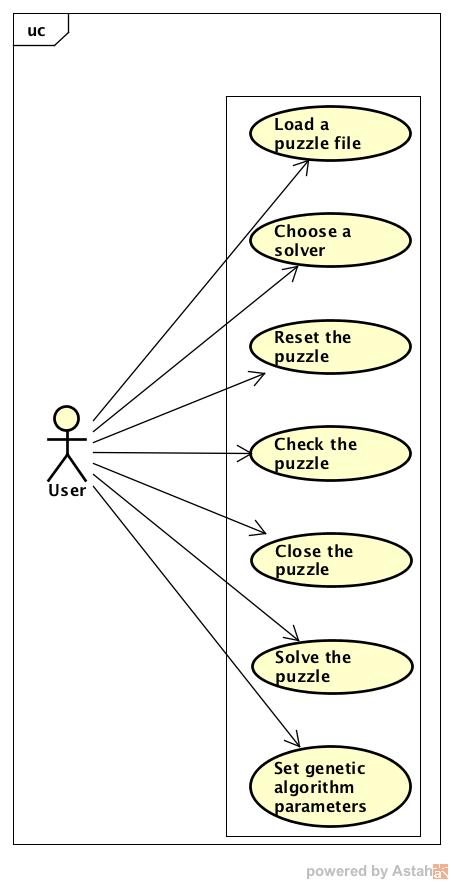 uc
Load a
puzzle file
Choose a
solver
Reset the
puzzle
Check the
puzzle
User
Close the
puzzle
Solve the
puzzle
Set genetic
algorithm
parameters
powered by Astah